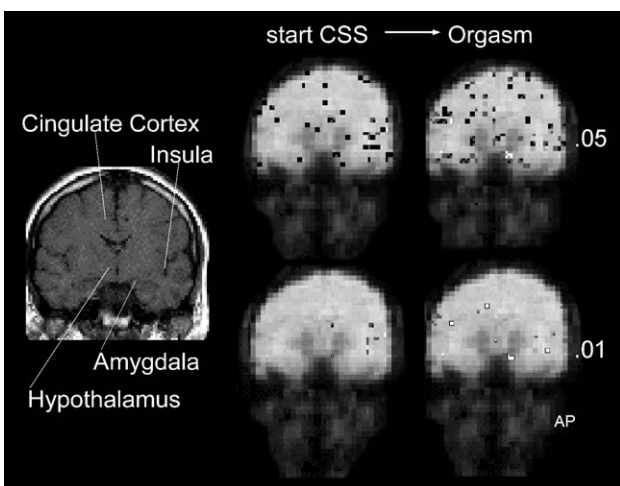 start CSS → Orgasm
Cingulate Cortex
Insula
.05
Amygdala
Hypothalamus
.01
AP